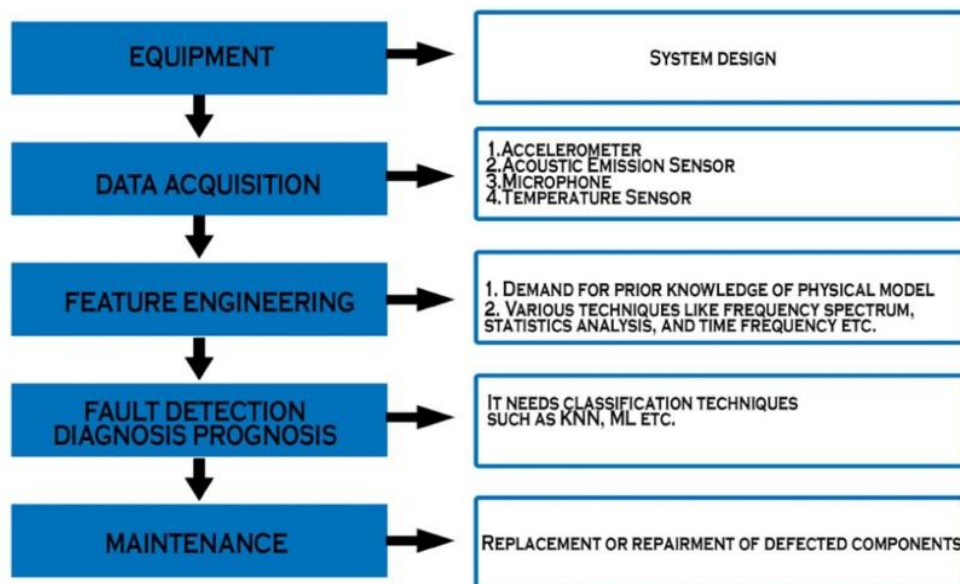 EQUIPMENT
SYSTEM DESIGN
DATA ACQUISITION
1.ACCELEROMETER
2.ACOUSTIC EMISSION SENSOR
3.MICROPHONE
4.TEMPERATURE SENSOR
FEATURE ENGINEERING
1. DEMAND FOR PRIOR KNOWLEDGE OF PHYSICAL MODEL
2. VARIOUS TECHNIQUES LIKE FREQUENCY SPECTRUM,
STATISTICS ANALYSIS, AND TIME FREQUENCY ETC.
FAULT DETECTION
DIAGNOSIS PROGNOSIS
IT NEEDS CLASSIFICATION TECHNIQUES
SUCH AS KNN, ML ETC.
MAINTENANCE
REPLACEMENT OR REPAIRMENT OF DEFECTED COMPONENTS